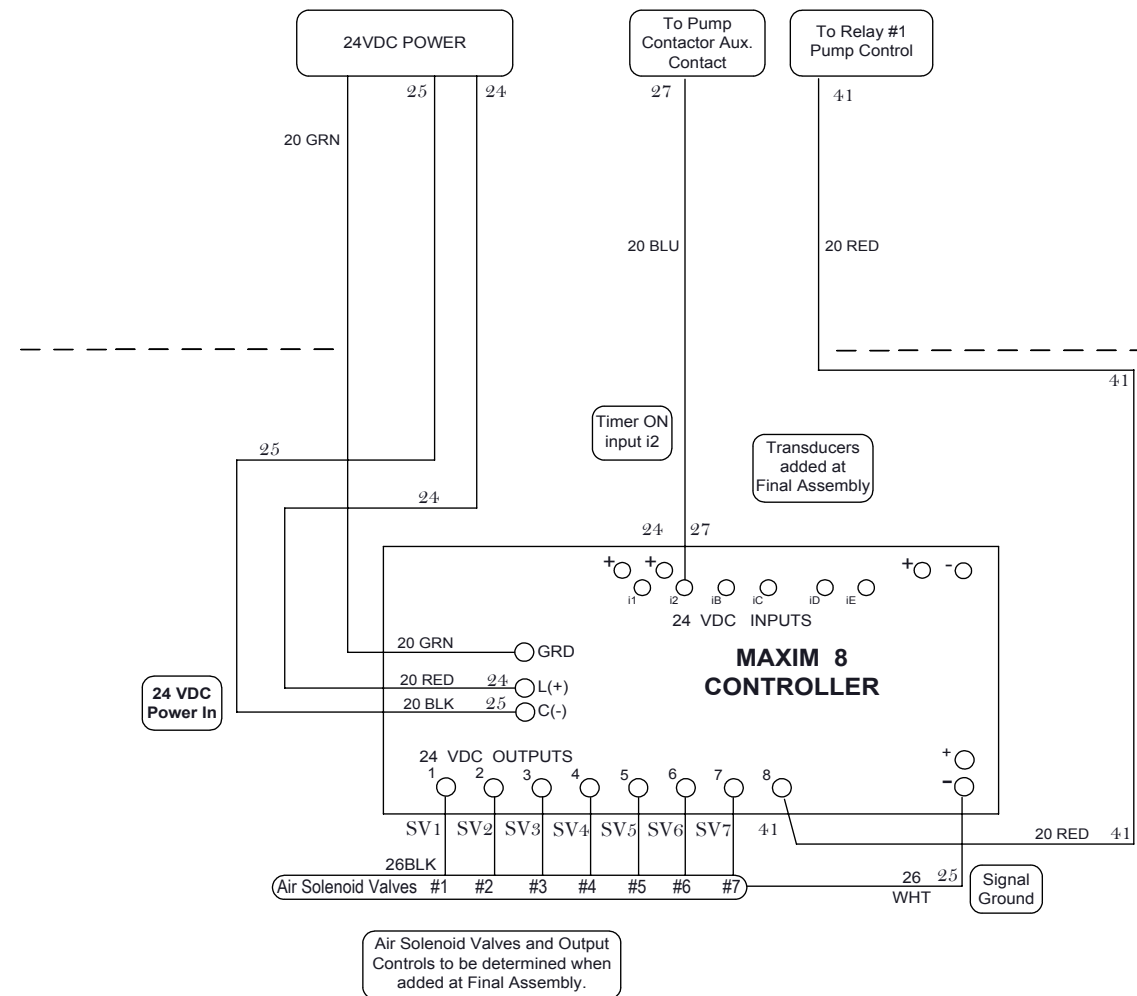 24VDC POWER
To Pump
Contactor Aux.
Contact
To Relay #1
Pump Control
25
24
27
41
20 GRN
20 BLU
20 RED
41
Timer ON
input i2
Transducers
added at
Final Assembly
25
24
24
27
+
+
+
-
i1
i2
iB
iC
iD
iE
24 VDC INPUTS
MAXIM 8
CONTROLLER
20 GRN
GRD
20 RED
24
L(+)
20 BLK
25
C(-)
24 VDC
Power In
24 VDC OUTPUTS
+
-
1
2
3
4
5
6
7
8
SV1
SV2
SV3
SV4
SV5
SV6
SV7
41
20 RED
41
26BLK
Air Solenoid Valves #1 #2 #3 #4 #5 #6 #7
26
WHT
25
Signal
Ground
Air Solenoid Valves and Output
Controls to be determined when
added at Final Assembly.